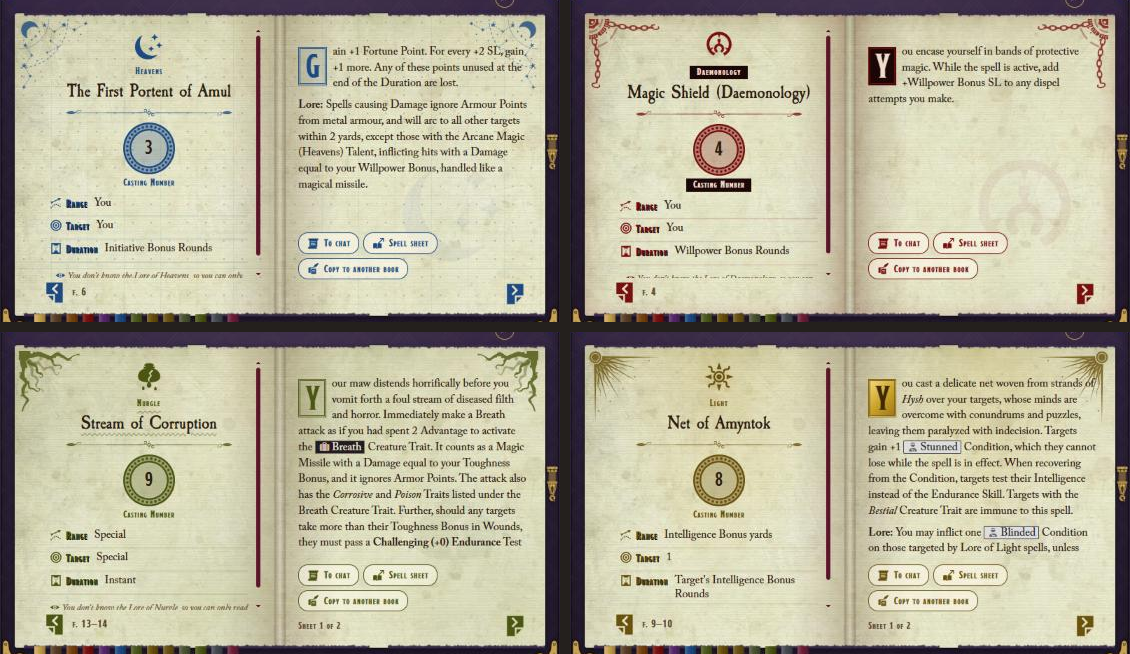 HEAVENS
The First Portent of Amul
3
CASTING NUMBER
RANGE You
TARGET You
DURATION Initiative Bonus Rounds
You don't know the Lore of Heavens so you can only
F. 6
Gain +1 Fortune Point. For every +2 SL, gain,
+1 more. Any of these points unused at the
end of the Duration are lost.
Lore: Spells causing Damage ignore Armour Points
from metal armour, and will arc to all other targets
within 2 yards, except those with the Arcane Magic
(Heavens) Talent, inflicting hits with a Damage
equal to your Willpower Bonus, handled like a
magical missile.
TO CHAT
SPELL SHEET
COPY TO ANOTHER BOOK
DAEMONOLOGY
Magic Shield (Daemonology)
4
CASTING NUMBER
RANGE You
TARGET You
DURATION Willpower Bonus Rounds
F. 4
You encase yourself in bands of protective
magic. While the spell is active, add
+Willpower Bonus SL to any dispel
attempts you make.
TO CHAT
SPELL SHEET
COPY TO ANOTHER BOOK
NURGLE
Stream of Corruption
9
CASTING NUMBER
RANGE Special
TARGET Special
DURATION Instant
You don't know the Lore of Nurgle so you can only read
F. 13–14
Your maw distends horrifically before you
vomit forth a foul stream of diseased filth
and horror. Immediately make a Breath
attack as if you had spent 2 Advantage to activate
the Breath Creature Trait. It counts as a Magic
Missile with a Damage equal to your Toughness
Bonus, and it ignores Armor Points. The attack also
has the Corrosive and Poison Traits listed under the
Breath Creature Trait. Further, should any targets
take more than their Toughness Bonus in Wounds,
they must pass a Challenging (+0) Endurance Test
TO CHAT
SPELL SHEET
COPY TO ANOTHER BOOK
SHEET 1 OF 2
LIGHT
Net of Amyntok
8
CASTING NUMBER
RANGE Intelligence Bonus yards
TARGET 1
DURATION Target's Intelligence Bonus
Rounds
F. 9–10
You cast a delicate net woven from strands of
Hysh over your targets, whose minds are
overcome with conundrums and puzzles,
leaving them paralyzed with indecision. Targets
gain +1 Stunned Condition, which they cannot
lose while the spell is in effect. When recovering
from the Condition, targets test their Intelligence
instead of the Endurance Skill. Targets with the
Bestial Creature Trait are immune to this spell.
Lore: You may inflict one Blinded Condition
on those targeted by Lore of Light spells, unless
TO CHAT
SPELL SHEET
COPY TO ANOTHER BOOK
SHEET 1 OF 2